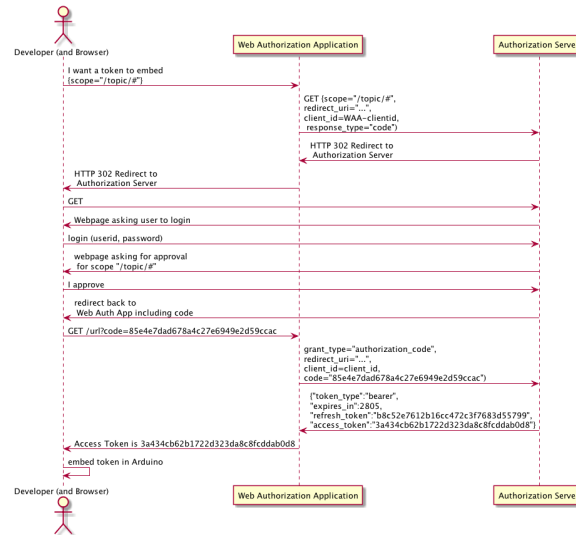 Developer (and Browser)
Web Authorization Application
Authorization Serve
I want a token to embed
{scope="/topic/#"}
GET (scope="/topic/#",
redirect_uri="...",
client_id=WAA-clientid,
response_type="code")
HTTP 302 Redirect to
Authorization Server
HTTP 302 Redirect to
Authorization Server
GET
Webpage asking user to login
login (userid, password)
webpage asking for approval
for scope "/topic/#"
I approve
redirect back to
Web Auth App including code
GET /url?code=85e4e7dad678a4c27e6949e2d59ccac
grant_type="authorization_code",
redirect_uri="...",
client_id=client_id,
code="85e4e7dad678a4c27e6949e2d59ccac")
{"token_type":"bearer",
"expires_in":2805,
"refresh_token":"b8c52e7612b16cc472c3f7683d55799",
"access_token":"3a434cb62b1722d323da8c8fcddab0d8"}
Access Token is 3a434cb62b1722d323da8c8fcddab0d8
embed token in Arduino
Developer (and Browser)
Web Authorization Application
Authorization Serve